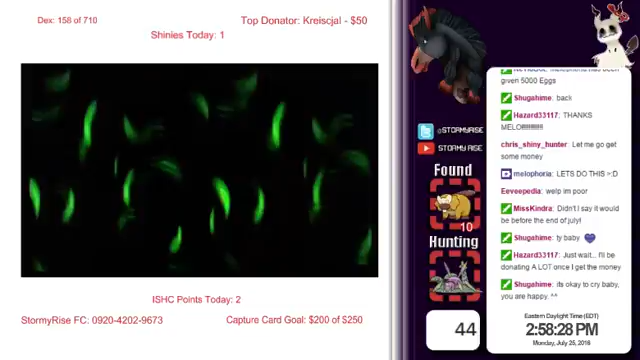 Dex: 158 of 710
Top Donator: Kreiscjal - $50
Shinies Today: 1
ISHC Points Today: 2
StormyRise FC: 0920-4202-9673
Capture Card Goal: $200 of $250
@STORMYRISE
STORMY RISE
Found
10
Hunting
44
given 5000 Eggs
Shugahime: back
Hazard33117: THANKS
MELO!!!!!!!!!!!!!
chris_shiny_hunter: Let me go get
some money
melophoria: LETS DO THIS >:D
Eeveepedia: welp im poor
MissKindra: Didn't I say it would
be before the end of july!
Shugahime: ty baby
Hazard33117: Just wait... I'll be
donating A LOT once I get the money
Shugahime: its okay to cry baby,
you are happy. ^^
Eastern Daylight Time (EDT)
2:58:28 PM
Monday, July 25, 2016